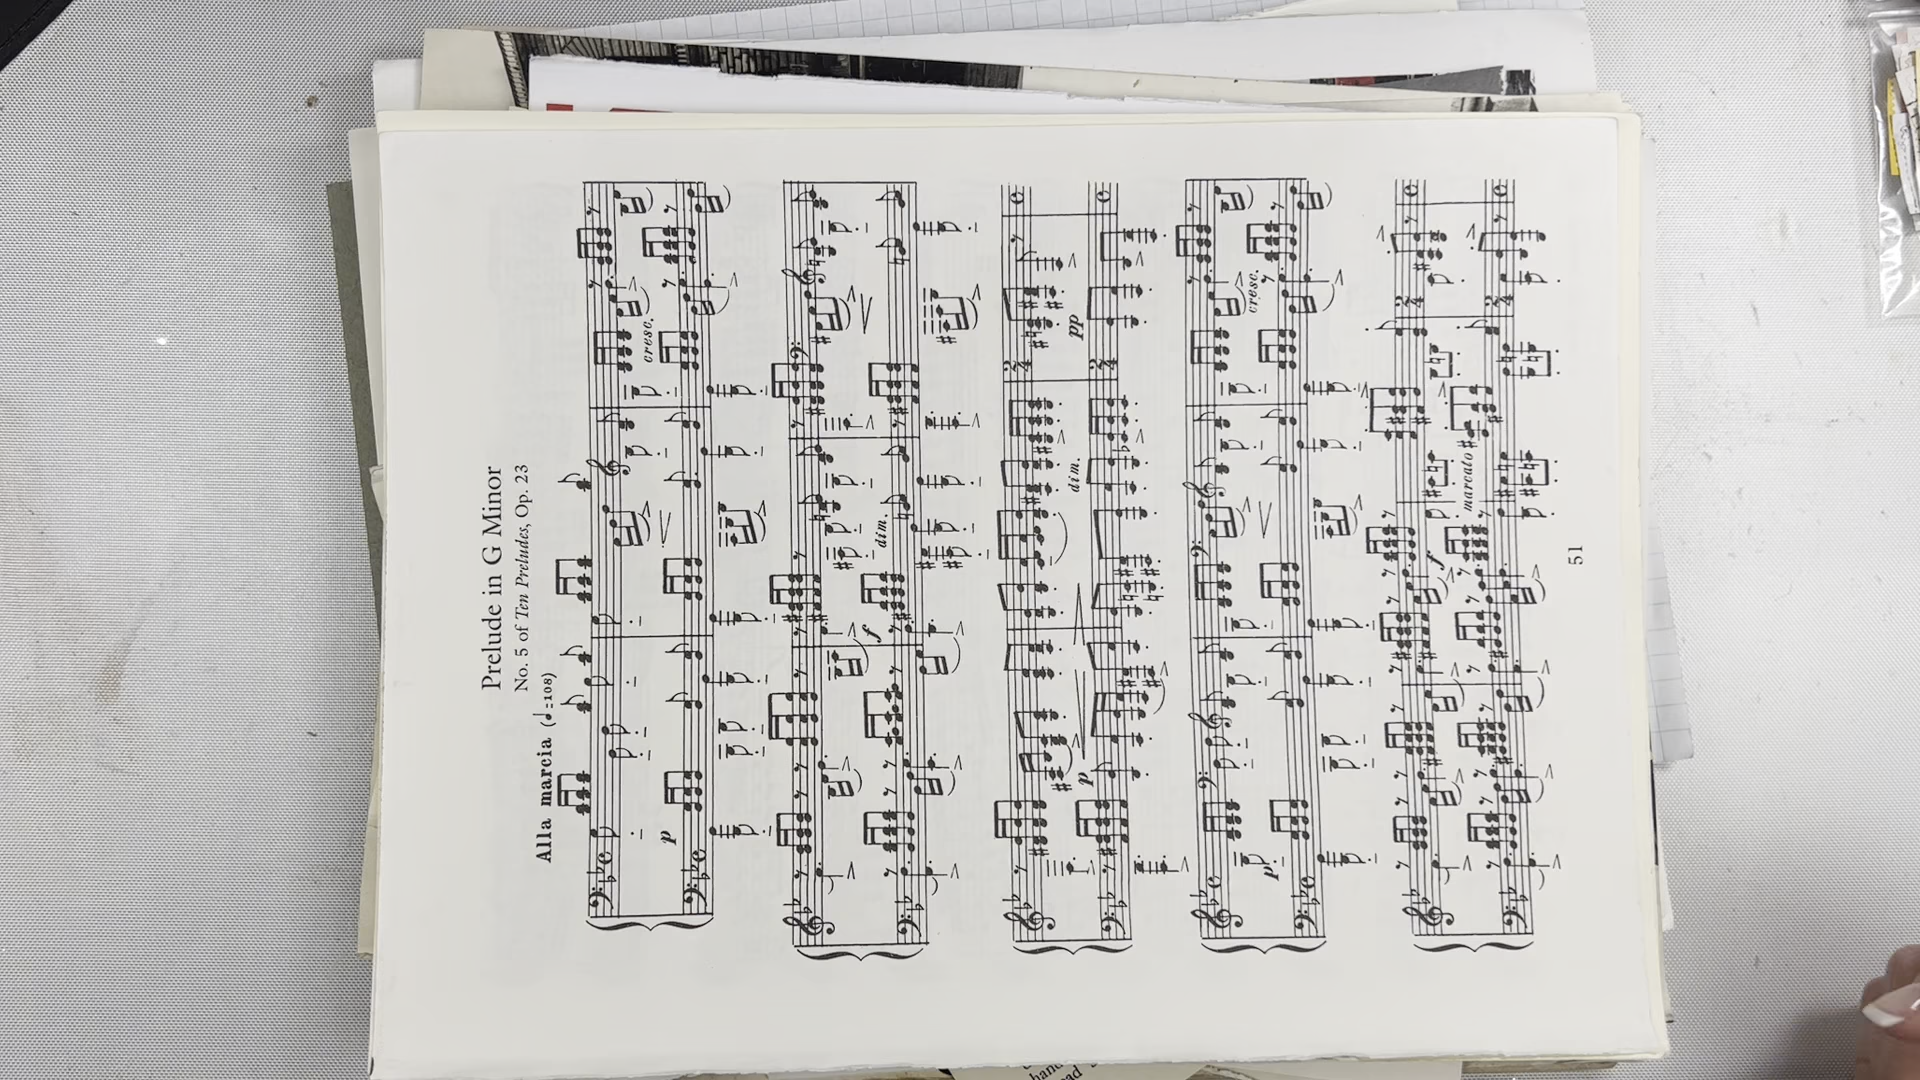 Prelude in G Minor
No. 5 of Ten Preludes, Op. 23
Alla marcia (♩=108)
p
cresc.
f
dim.
p
dim.
pp
p
cresc.
f
marcato
51